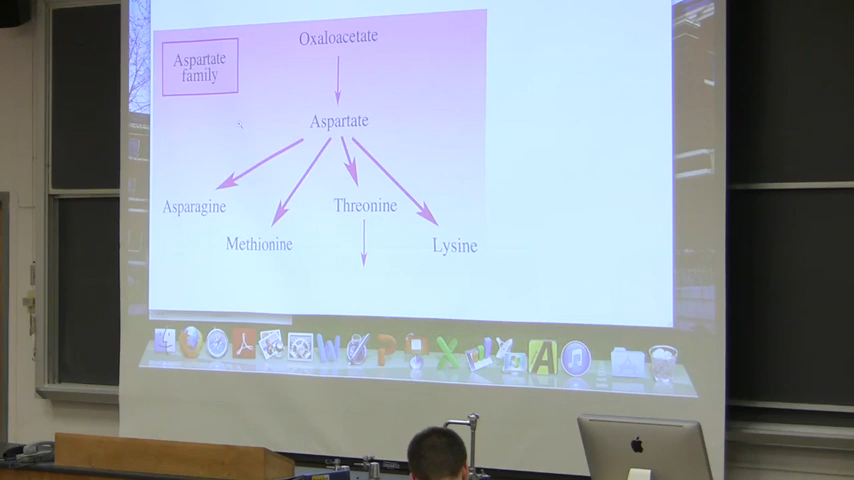 Aspartate
family
Oxaloacetate
Aspartate
Asparagine
Threonine
Methionine
Lysine